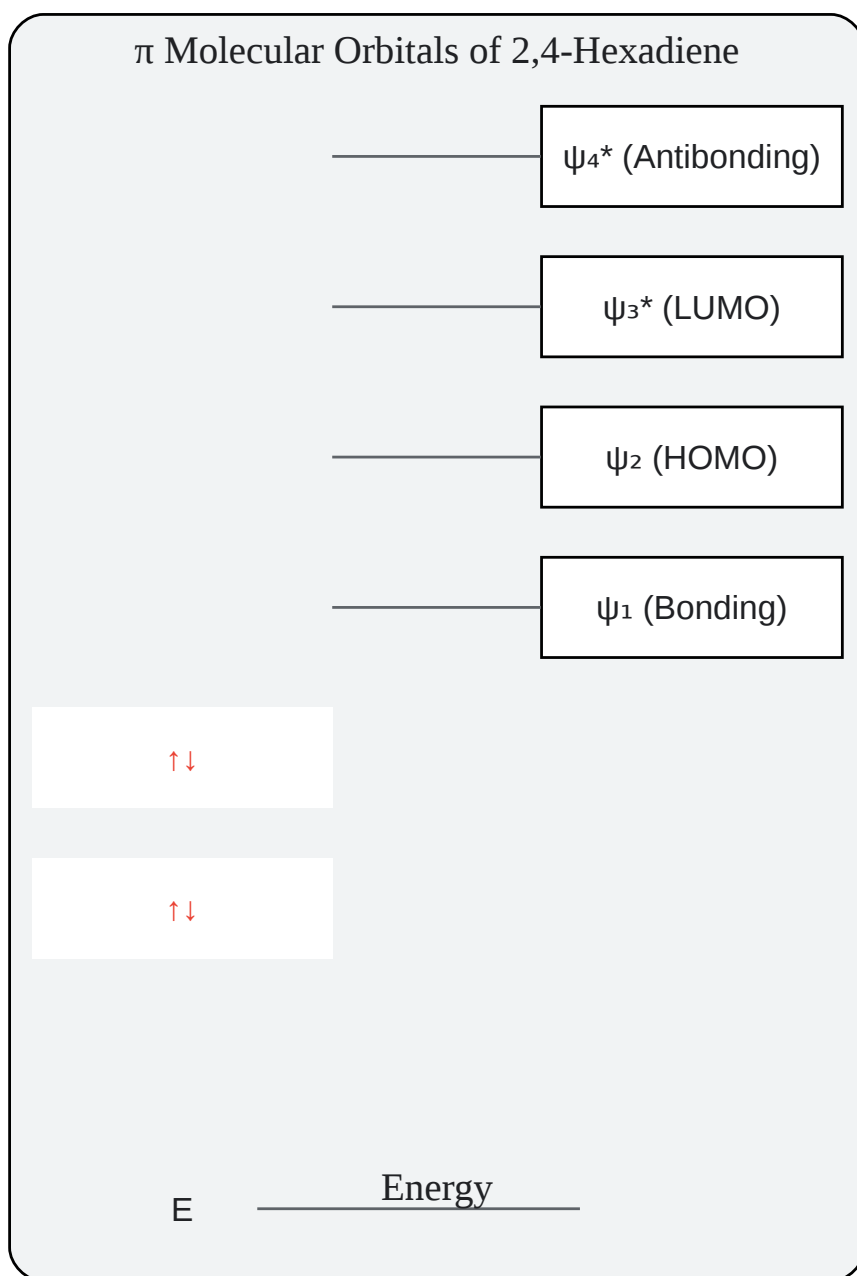 π Molecular Orbitals of 2,4-Hexadiene
ψ₄* (Antibonding)
ψ₃* (LUMO)
ψ₂ (HOMO)
ψ₁ (Bonding)
↑↓
↑↓
Energy
E